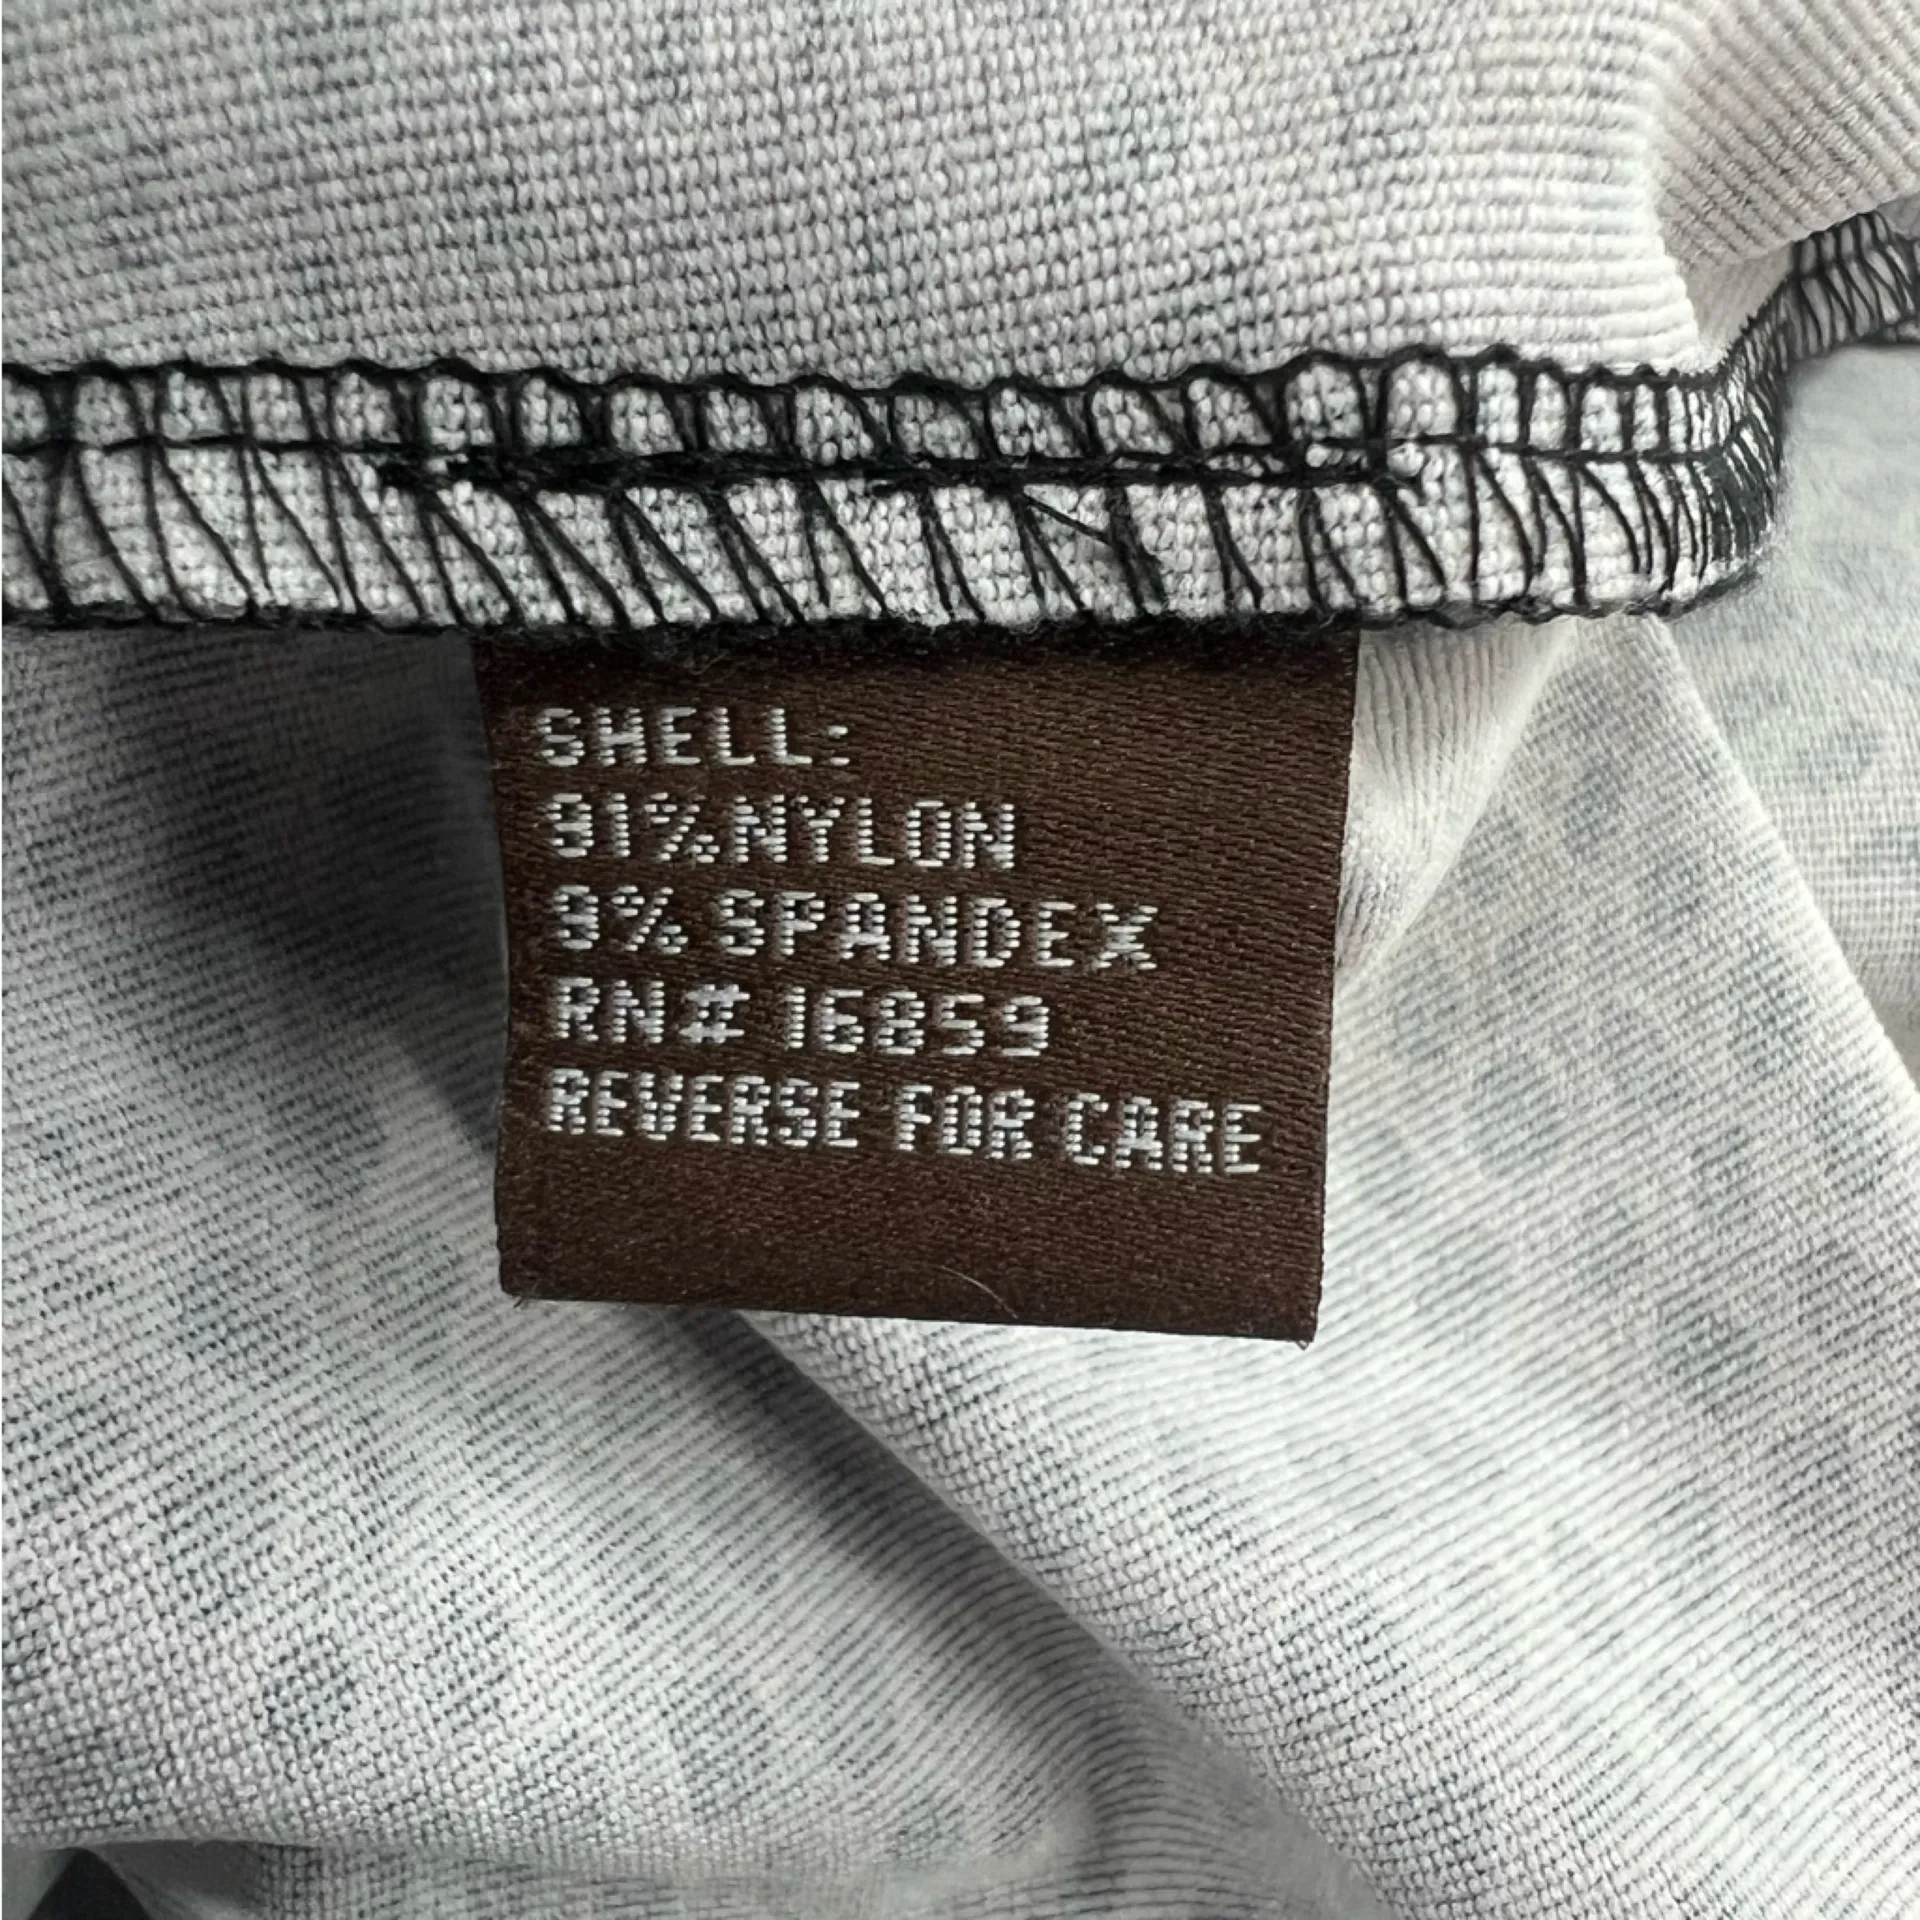 SHELL:
91%NYLON
9% SPANDEX
RN# 16859
REVERSE FOR CARE